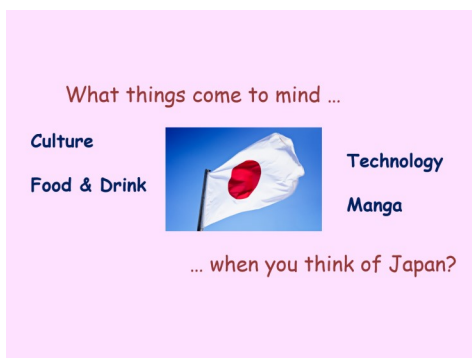 What things come to mind …
Culture
Food & Drink
Technology
Manga
… when you think of Japan?